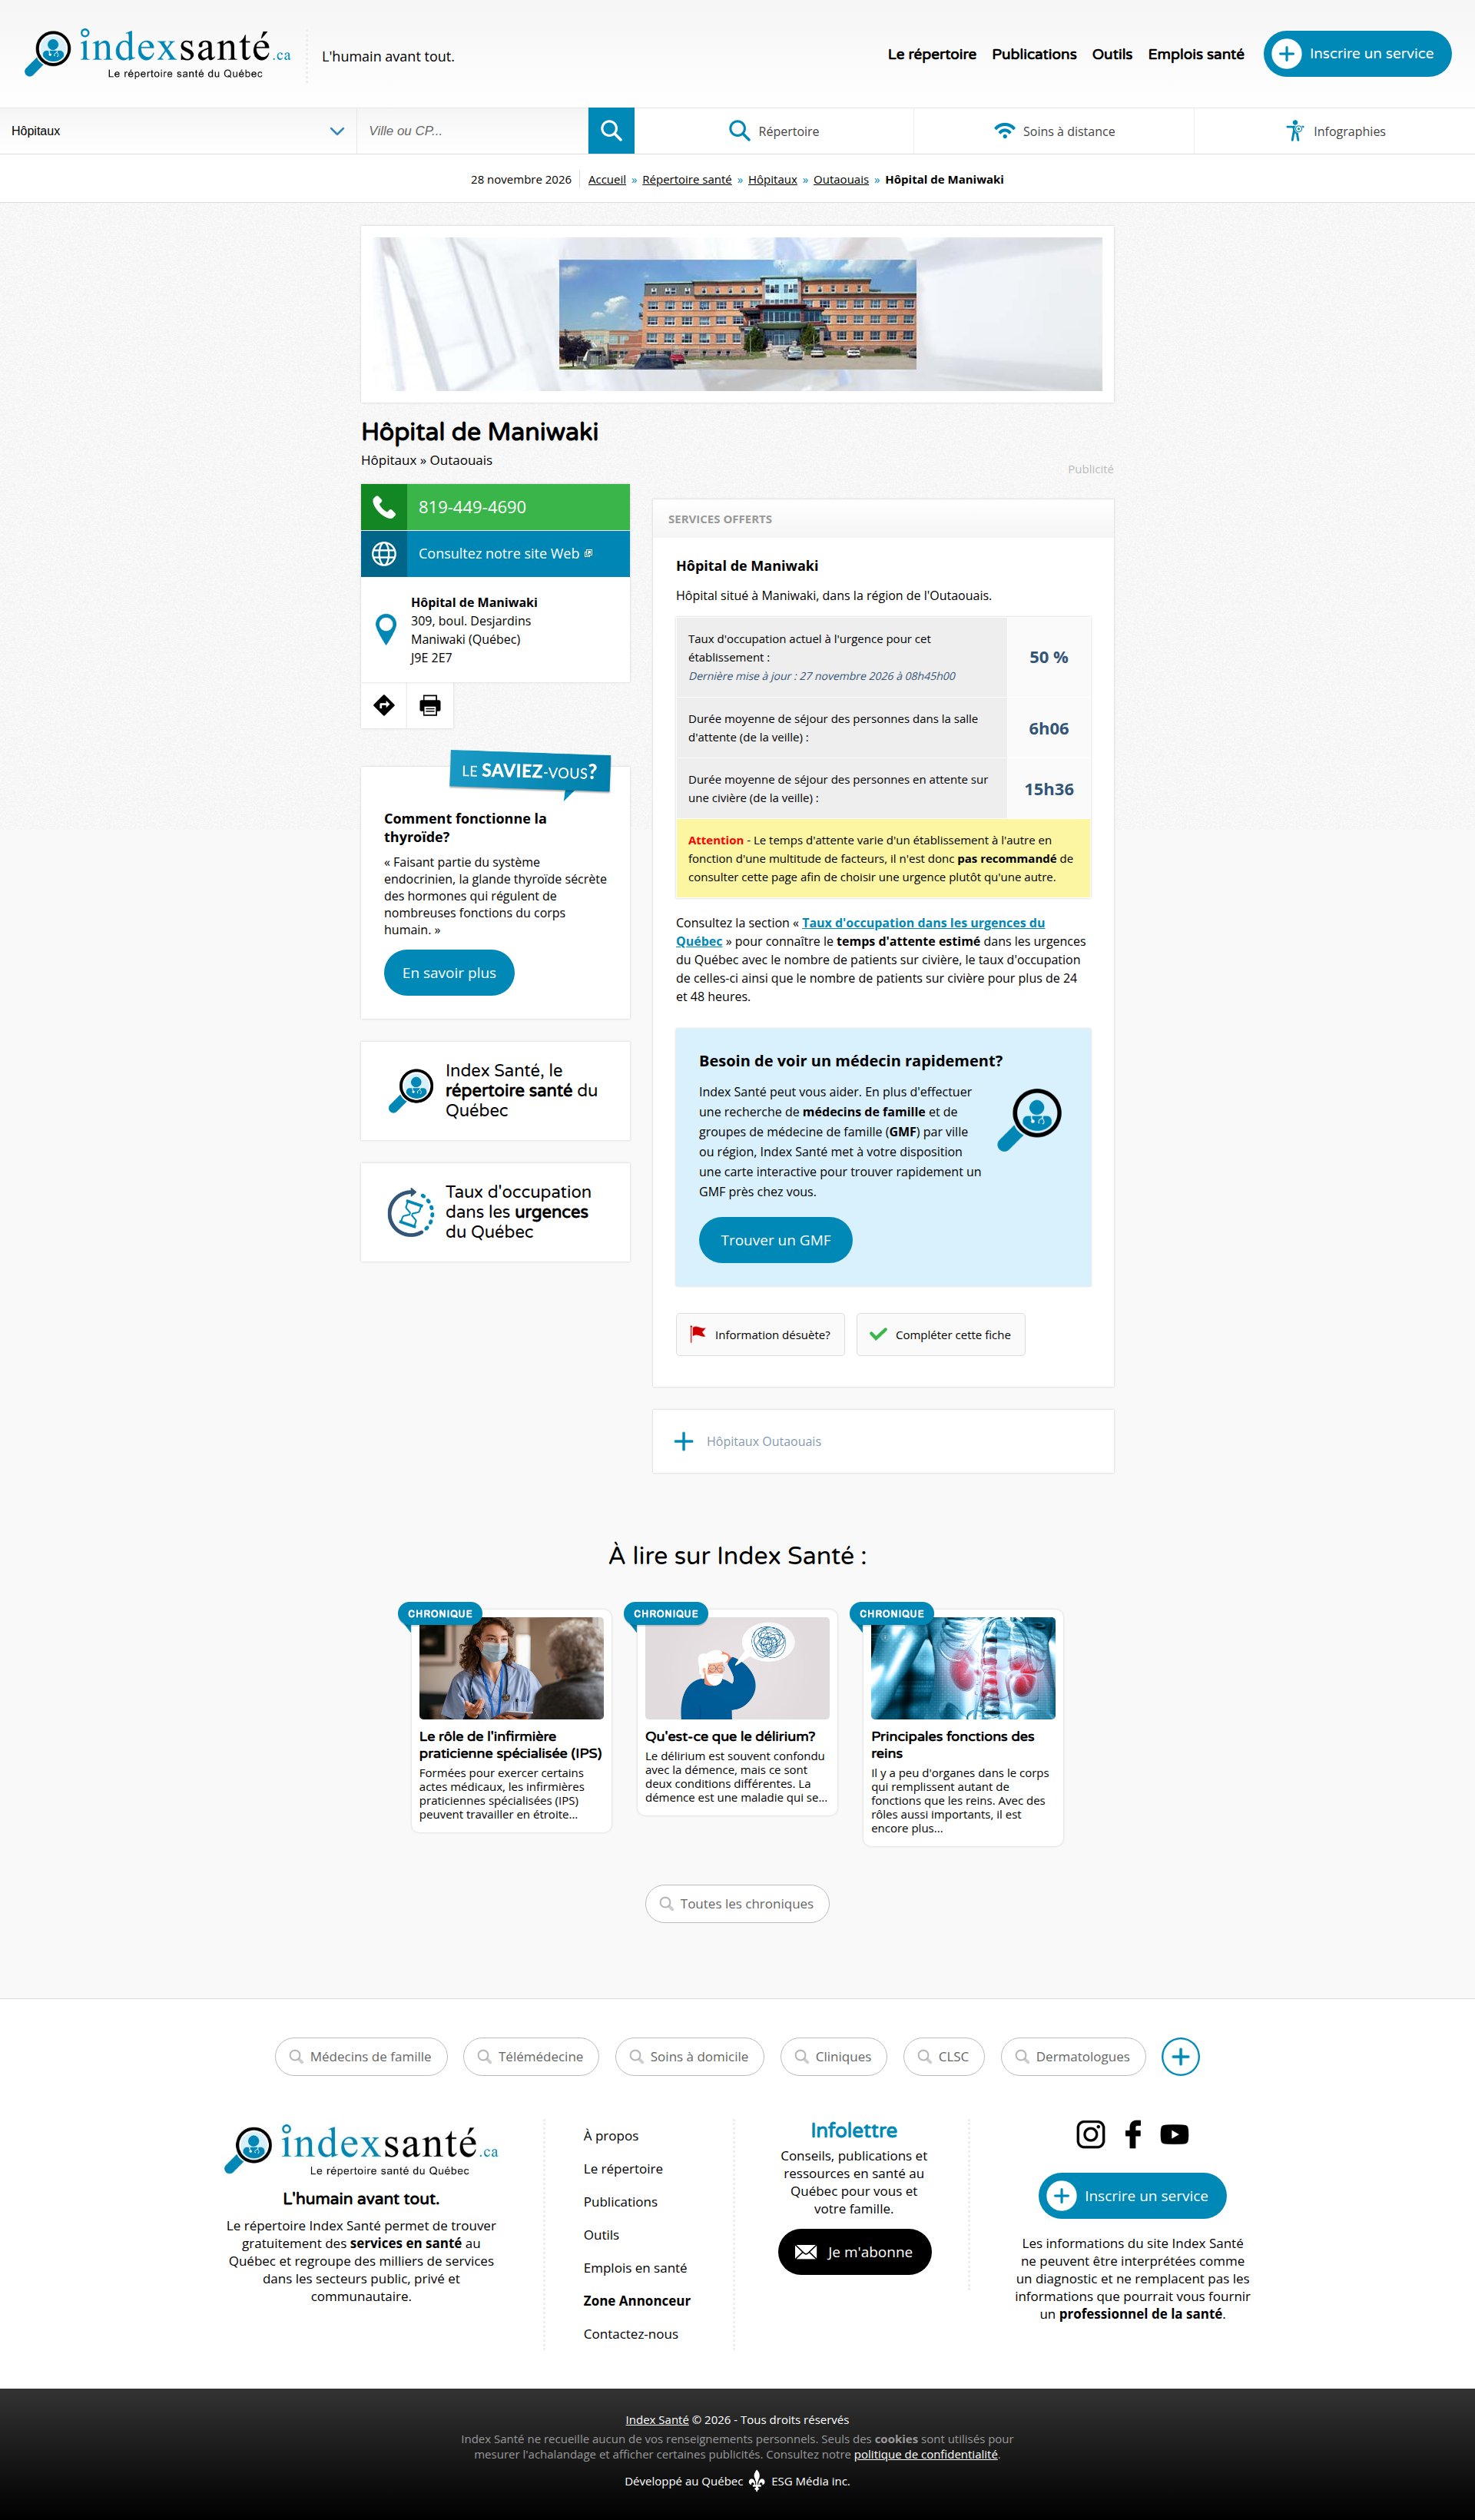 indexsanté.ca
Le répertoire santé du Québec
L'humain avant tout.
Le répertoire
Publications
Outils
Emplois santé
Inscrire un service
Hôpitaux
Ville ou CP...
Répertoire
Soins à distance
Infographies
28 novembre 2026
Accueil » Répertoire santé » Hôpitaux » Outaouais » Hôpital de Maniwaki
Hôpital de Maniwaki
Hôpitaux » Outaouais
Publicité
819-449-4690
Consultez notre site Web
Hôpital de Maniwaki
309, boul. Desjardins
Maniwaki (Québec)
J9E 2E7
LE SAVIEZ-VOUS?
Comment fonctionne la
thyroïde?
« Faisant partie du système
endocrinien, la glande thyroïde sécrète
des hormones qui régulent de
nombreuses fonctions du corps
humain. »
En savoir plus
Index Santé, le
répertoire santé du
Québec
Taux d'occupation
dans les urgences
du Québec
SERVICES OFFERTS
Hôpital de Maniwaki
Hôpital situé à Maniwaki, dans la région de l'Outaouais.
Taux d'occupation actuel à l'urgence pour cet
établissement :
Dernière mise à jour : 27 novembre 2026 à 08h45h00
50 %
Durée moyenne de séjour des personnes dans la salle
d'attente (de la veille) :
6h06
Durée moyenne de séjour des personnes en attente sur
une civière (de la veille) :
15h36
Attention - Le temps d'attente varie d'un établissement à l'autre en
fonction d'une multitude de facteurs, il n'est donc pas recommandé de
consulter cette page afin de choisir une urgence plutôt qu'une autre.
Consultez la section « Taux d'occupation dans les urgences du
Québec » pour connaître le temps d'attente estimé dans les urgences
du Québec avec le nombre de patients sur civière, le taux d'occupation
de celles-ci ainsi que le nombre de patients sur civière pour plus de 24
et 48 heures.
Besoin de voir un médecin rapidement?
Index Santé peut vous aider. En plus d'effectuer
une recherche de médecins de famille et de
groupes de médecine de famille (GMF) par ville
ou région, Index Santé met à votre disposition
une carte interactive pour trouver rapidement un
GMF près chez vous.
Trouver un GMF
Information désuète?
Compléter cette fiche
Hôpitaux Outaouais
À lire sur Index Santé :
CHRONIQUE
Le rôle de l'infirmière
praticienne spécialisée (IPS)
Formées pour exercer certains
actes médicaux, les infirmières
praticiennes spécialisées (IPS)
peuvent travailler en étroite...
CHRONIQUE
Qu'est-ce que le délirium?
Le délirium est souvent confondu
avec la démence, mais ce sont
deux conditions différentes. La
démence est une maladie qui se...
CHRONIQUE
Principales fonctions des
reins
Il y a peu d'organes dans le corps
qui remplissent autant de
fonctions que les reins. Avec des
rôles aussi importants, il est
encore plus...
Toutes les chroniques
Médecins de famille
Télémédecine
Soins à domicile
Cliniques
CLSC
Dermatologues
indexsanté.ca
Le répertoire santé du Québec
L'humain avant tout.
Le répertoire Index Santé permet de trouver
gratuitement des services en santé au
Québec et regroupe des milliers de services
dans les secteurs public, privé et
communautaire.
À propos
Le répertoire
Publications
Outils
Emplois en santé
Zone Annonceur
Contactez-nous
Infolettre
Conseils, publications et
ressources en santé au
Québec pour vous et
votre famille.
Je m'abonne
Inscrire un service
Les informations du site Index Santé
ne peuvent être interprétées comme
un diagnostic et ne remplacent pas les
informations que pourrait vous fournir
un professionnel de la santé.
Index Santé © 2026 - Tous droits réservés
Index Santé ne recueille aucun de vos renseignements personnels. Seuls des cookies sont utilisés pour
mesurer l'achalandage et afficher certaines publicités. Consultez notre politique de confidentialité.
Développé au Québec ESG Média inc.